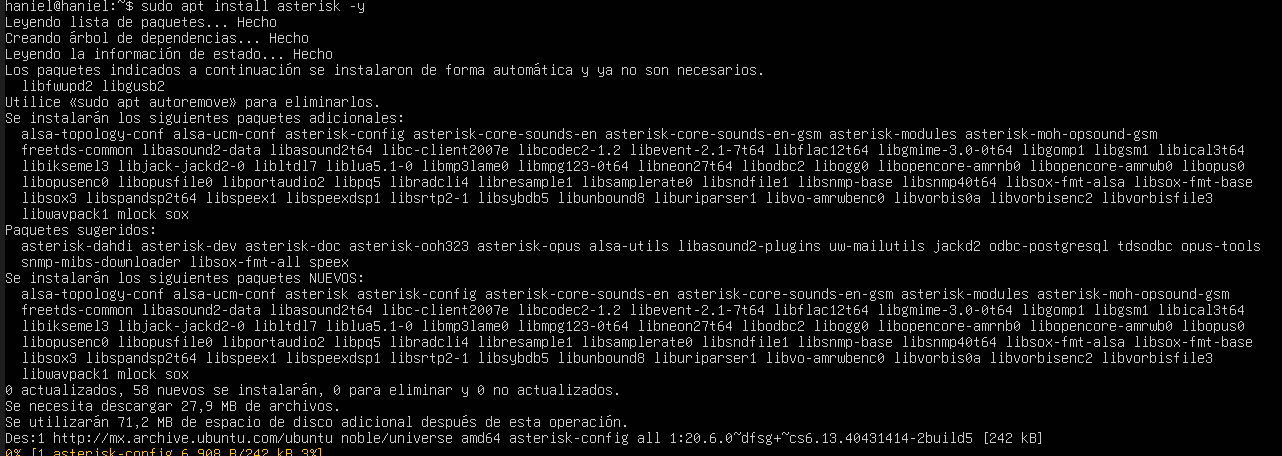 haniel@haniel:~$ sudo apt install asterisk -y
Leyendo lista de paquetes... Hecho
Creando árbol de dependencias... Hecho
Leyendo la información de estado... Hecho
Los paquetes indicados a continuación se instalaron de forma automática y ya no son necesarios.
  libfwupd2 libgusb2
Utilice «sudo apt autoremove» para eliminarlos.
Se instalarán los siguientes paquetes adicionales:
  alsa-topology-conf alsa-ucm-conf asterisk-config asterisk-core-sounds-en asterisk-core-sounds-en-gsm asterisk-modules asterisk-moh-opsound-gsm
  freetds-common libasound2-data libasound2t64 libc-client2007e libcodec2-1.2 libevent-2.1-7t64 libflac12t64 libgmime-3.0-0t64 libgomp1 libgsm1 libical3t64
  libiksemel3 libjack-jackd2-0 libltdl7 liblua5.1-0 libmp3lame0 libmpg123-0t64 libneon27t64 libodbc2 libogg0 libopencore-amrnb0 libopencore-amrwb0 libopus0
  libopusenc0 libopusfile0 libportaudio2 libpq5 libradcli4 libresample1 libsamplerate0 libsndfile1 libsnmp-base libsnmp40t64 libsox-fmt-alsa libsox-fmt-base
  libsox3 libspandsp2t64 libspeex1 libspeexdsp1 libsrtp2-1 libsybdb5 libunbound8 liburiparser1 libvo-amrwbenc0 libvorbis0a libvorbisenc2 libvorbisfile3
  libwavpack1 mlock sox
Paquetes sugeridos:
  asterisk-dahdi asterisk-dev asterisk-doc asterisk-ooh323 asterisk-opus alsa-utils libasound2-plugins uw-mailutils jackd2 odbc-postgresql tdsodbc opus-tools
  snmp-mibs-downloader libsox-fmt-all speex
Se instalarán los siguientes paquetes NUEVOS:
  alsa-topology-conf alsa-ucm-conf asterisk asterisk-config asterisk-core-sounds-en asterisk-core-sounds-en-gsm asterisk-modules asterisk-moh-opsound-gsm
  freetds-common libasound2-data libasound2t64 libc-client2007e libcodec2-1.2 libevent-2.1-7t64 libflac12t64 libgmime-3.0-0t64 libgomp1 libgsm1 libical3t64
  libiksemel3 libjack-jackd2-0 libltdl7 liblua5.1-0 libmp3lame0 libmpg123-0t64 libneon27t64 libodbc2 libogg0 libopencore-amrnb0 libopencore-amrwb0 libopus0
  libopusenc0 libopusfile0 libportaudio2 libpq5 libradcli4 libresample1 libsamplerate0 libsndfile1 libsnmp-base libsnmp40t64 libsox-fmt-alsa libsox-fmt-base
  libsox3 libspandsp2t64 libspeex1 libspeexdsp1 libsrtp2-1 libsybdb5 libunbound8 liburiparser1 libvo-amrwbenc0 libvorbis0a libvorbisenc2 libvorbisfile3
  libwavpack1 mlock sox
0 actualizados, 58 nuevos se instalarán, 0 para eliminar y 0 no actualizados.
Se necesita descargar 27,9 MB de archivos.
Se utilizarán 71,2 MB de espacio de disco adicional después de esta operación.
Des:1 http://mx.archive.ubuntu.com/ubuntu noble/universe amd64 asterisk-config all 1:20.6.0~dfsg+~cs6.13.40431414-2build5 [242 kB]
0% [1 asterisk-config 6.908 B/242 kB 3%]